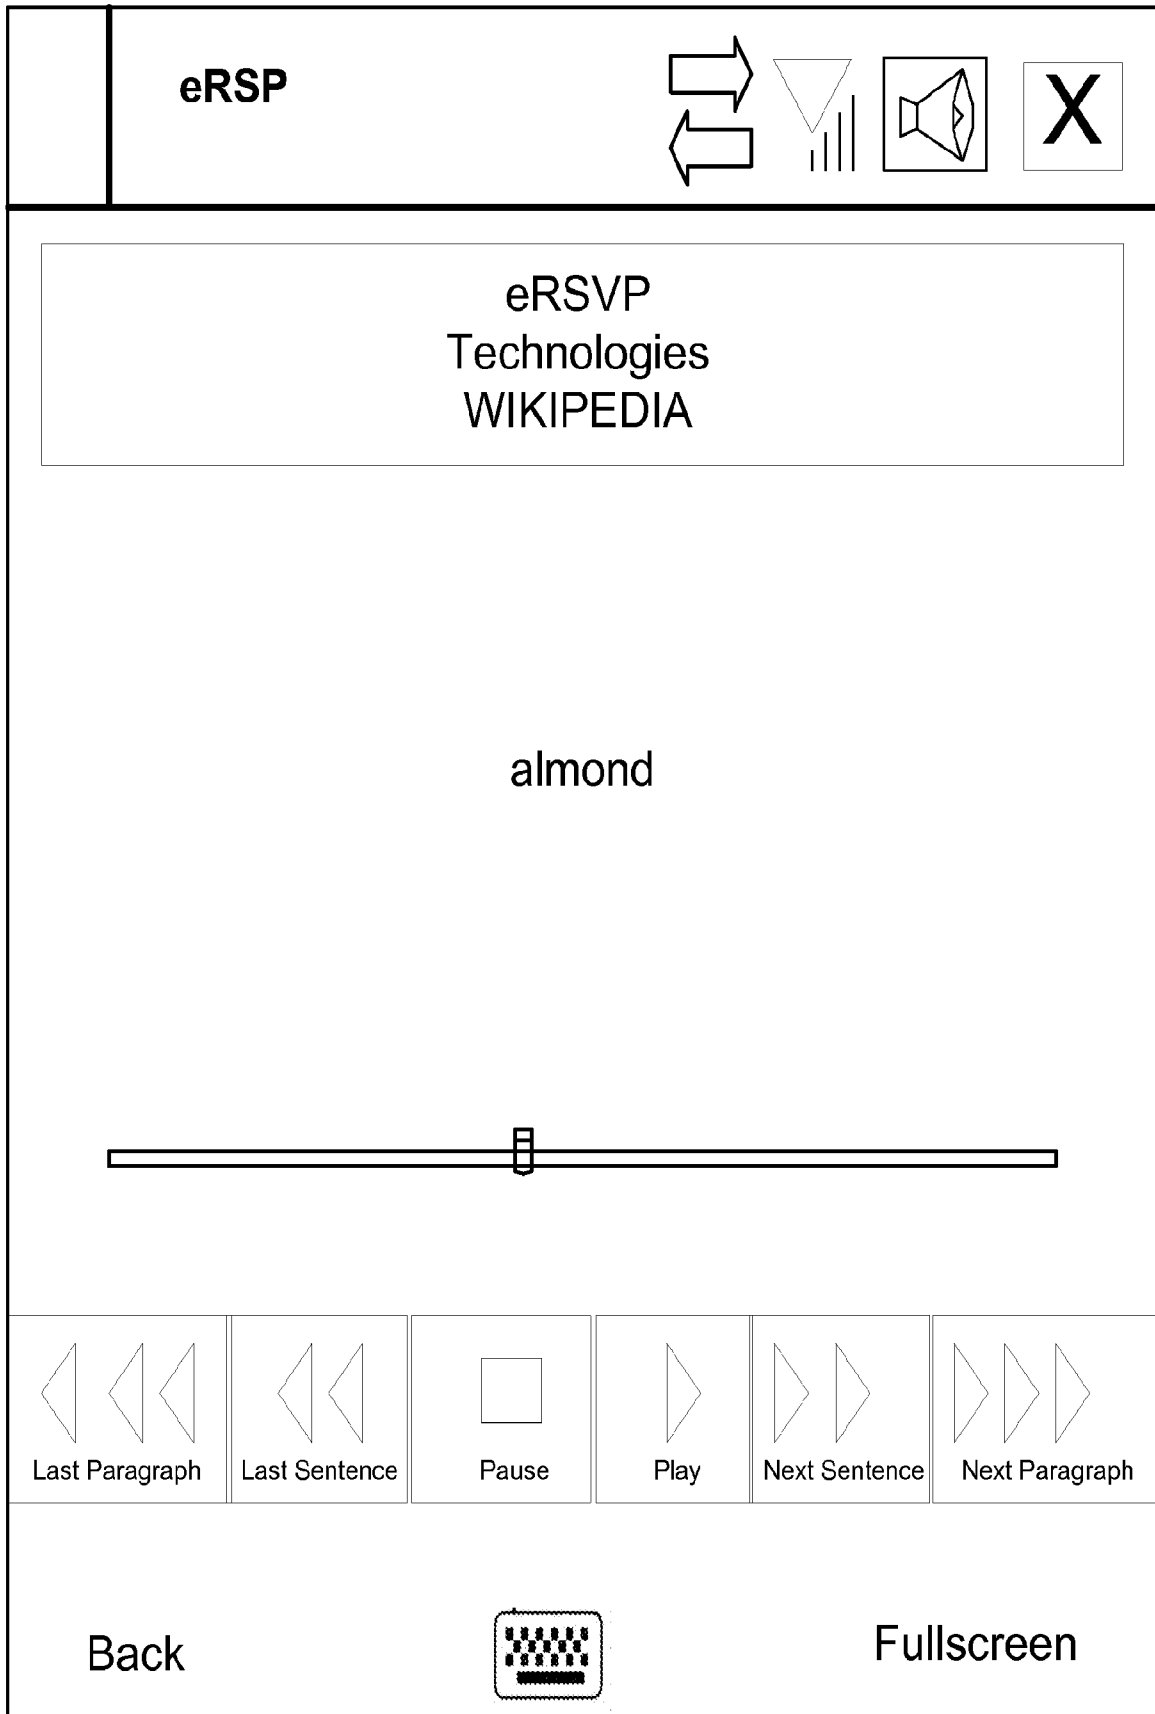 eRSP
X
eRSVP
Technologies
WIKIPEDIA
almond
Last Paragraph
Last Sentence
Pause
Play
Next Sentence
Next Paragraph
Back
Fullscreen